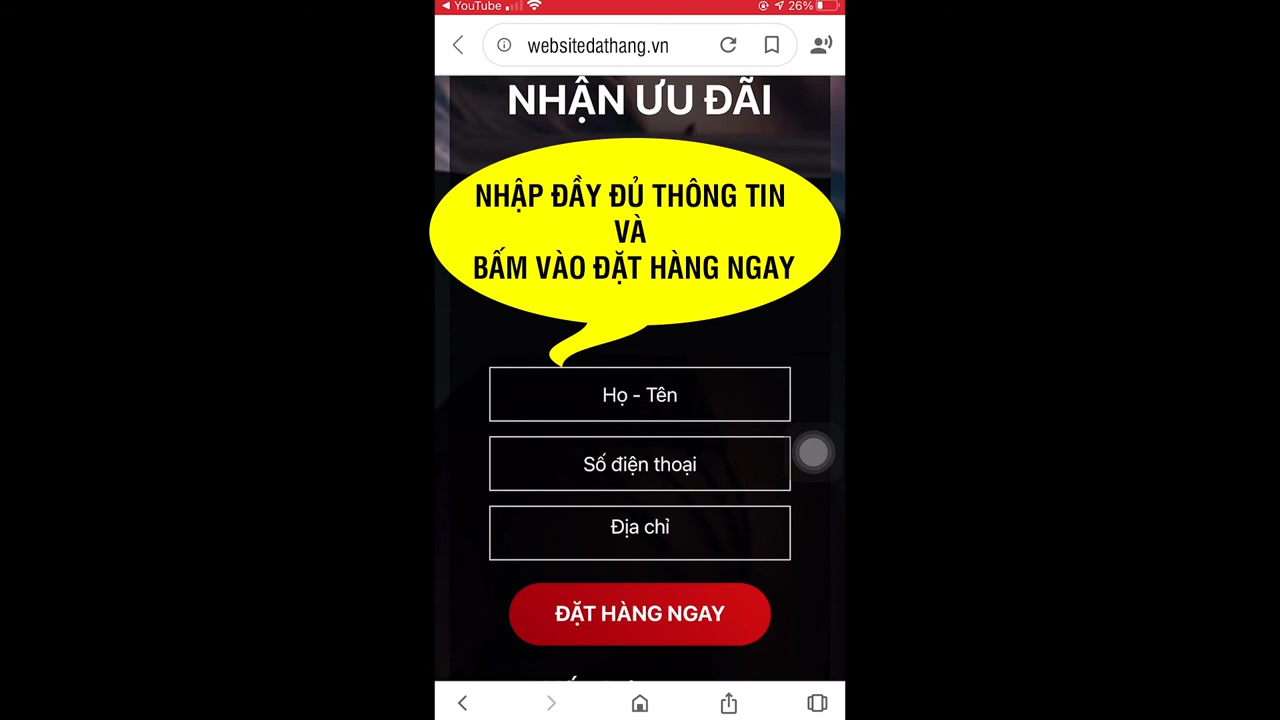 YouTube
26%
websitedathang.vn
NHẬN ƯU ĐÃI
NHẬP ĐẦY ĐỦ THÔNG TIN
VÀ
BẤM VÀO ĐẶT HÀNG NGAY
Họ - Tên
Số điện thoại
Địa chỉ
ĐẶT HÀNG NGAY